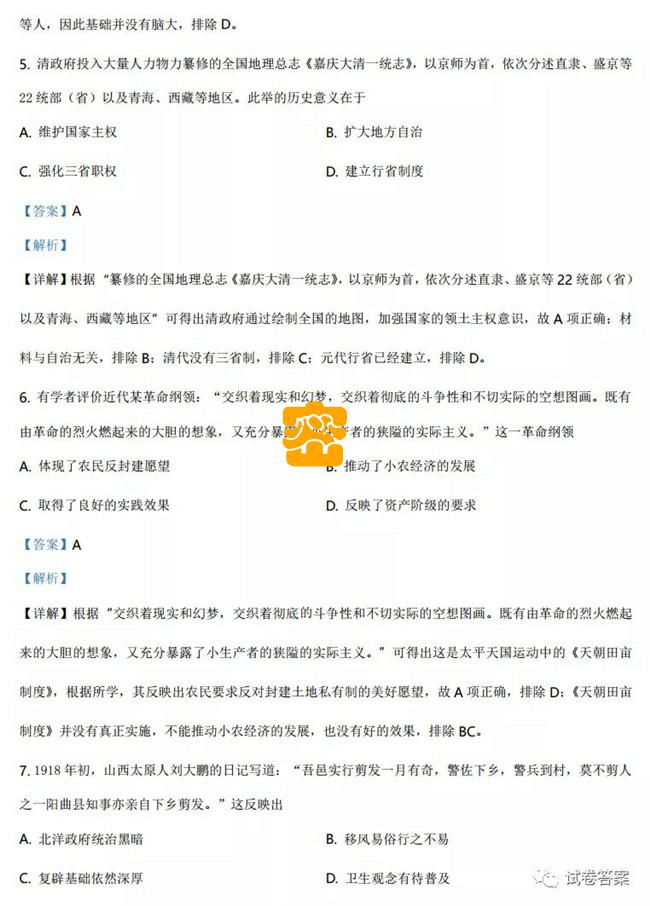 等人，因此基础并没有脑大，排除 D。
5. 清政府投入大量人力物力纂修的全国地理总志《嘉庆大清一统志》，以京师为首，依次分述直隶、盛京等
22 统部（省）以及青海、西藏等地区。此举的历史意义在于
A. 维护国家主权 B. 扩大地方自治
C. 强化三省职权 D. 建立行省制度
【答案】A
【解析】
【详解】根据“纂修的全国地理总志《嘉庆大清一统志》，以京师为首，依次分述直隶、盛京等 22 统部（省）
以及青海、西藏等地区”可得出清政府通过绘制全国的地图，加强国家的领土主权意识，故 A 项正确；材
料与自治无关，排除 B；清代没有三省制，排除 C；元代行省已经建立，排除 D。
6. 有学者评价近代某革命纲领：“交织着现实和幻梦，交织着彻底的斗争性和不切实际的空想图画。既有
由革命的烈火燃起来的大胆的想象，又充分暴 生产者的狭隘的实际主义。”这一革命纲领
A. 体现了农民反封建愿望 B. 推动了小农经济的发展
C. 取得了良好的实践效果 D. 反映了资产阶级的要求
【答案】A
【解析】
【详解】根据“交织着现实和幻梦，交织着彻底的斗争性和不切实际的空想图画。既有由革命的烈火燃起
来的大胆的想象，又充分暴露了小生产者的狭隘的实际主义。”可得出这是太平天国运动中的《天朝田亩
制度》，根据所学，其反映出农民要求反对封建土地私有制的美好愿望，故 A 项正确，排除 D；《天朝田亩
制度》并没有真正实施，不能推动小农经济的发展，也没有好的效果，排除 BC。
7. 1918 年初，山西太原人刘大鹏的日记写道：“吾邑实行剪发一月有奇，警佐下乡，警兵到村，莫不剪人
之一阳曲县知事亦亲自下乡剪发。”这反映出
A. 北洋政府统治黑暗 B. 移风易俗行之不易
C. 复辟基础依然深厚 D. 卫生观念有待普及
试卷答案